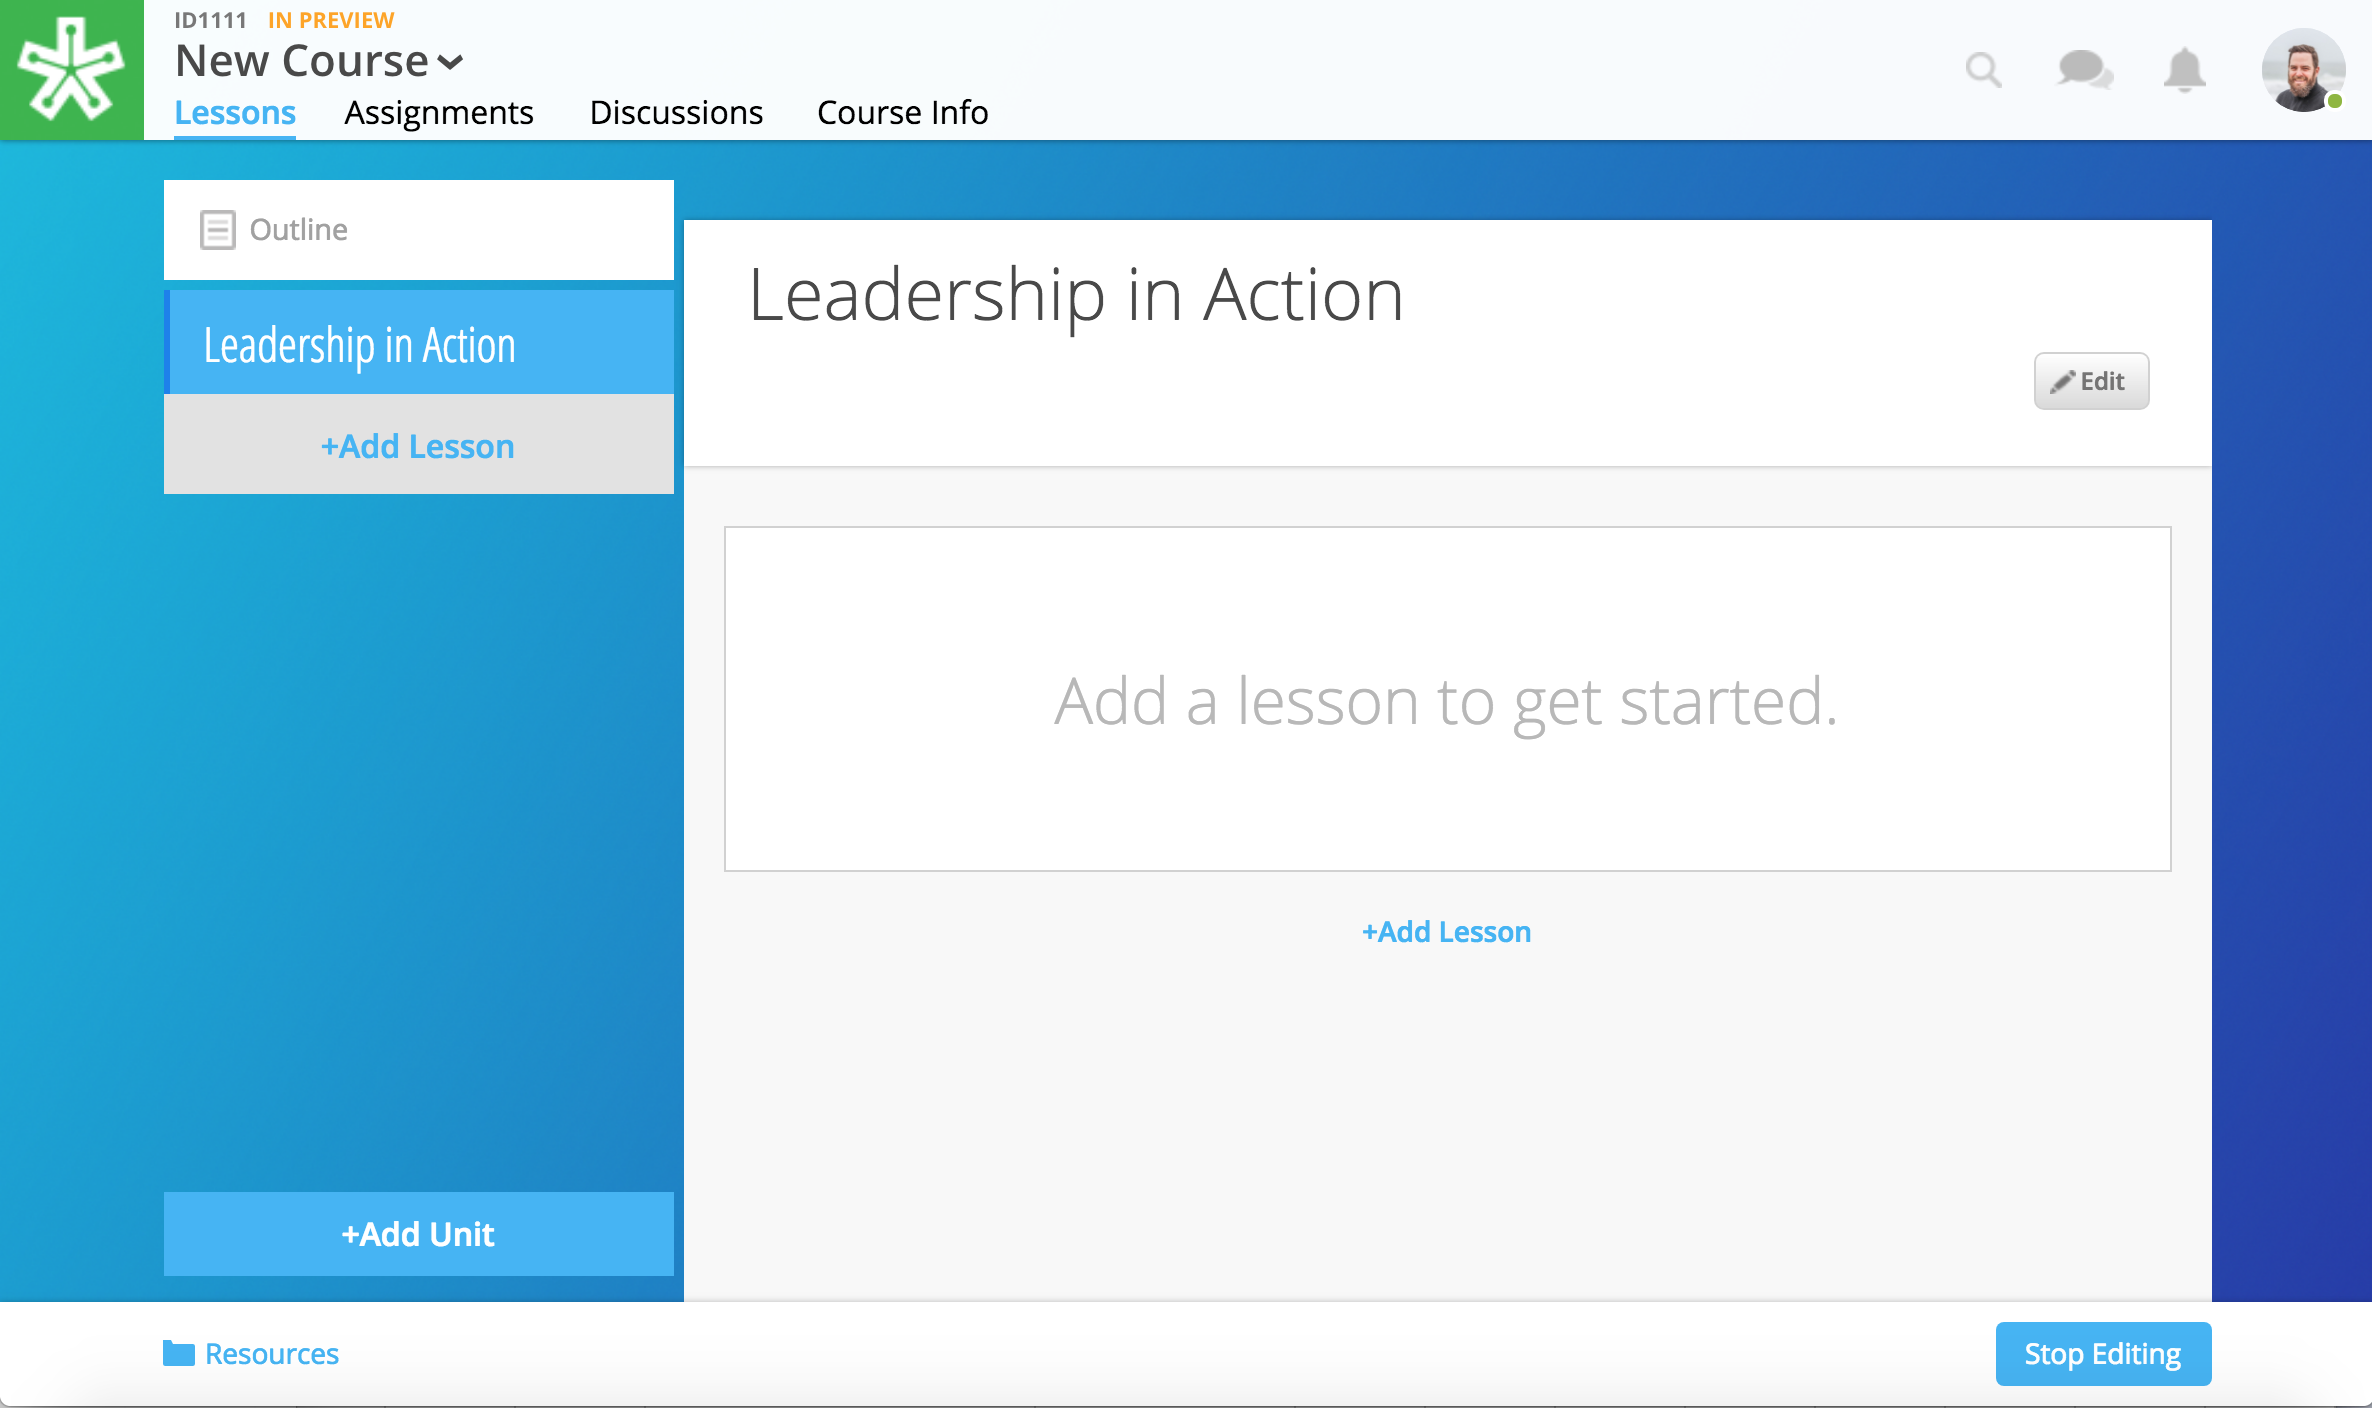 ID1111 IN PREVIEW
New Course
Lessons Assignments Discussions Course Info
Outline
Leadership in Action
+Add Lesson
Leadership in Action
Edit
Add a lesson to get started.
+Add Lesson
+Add Unit
Resources
Stop Editing